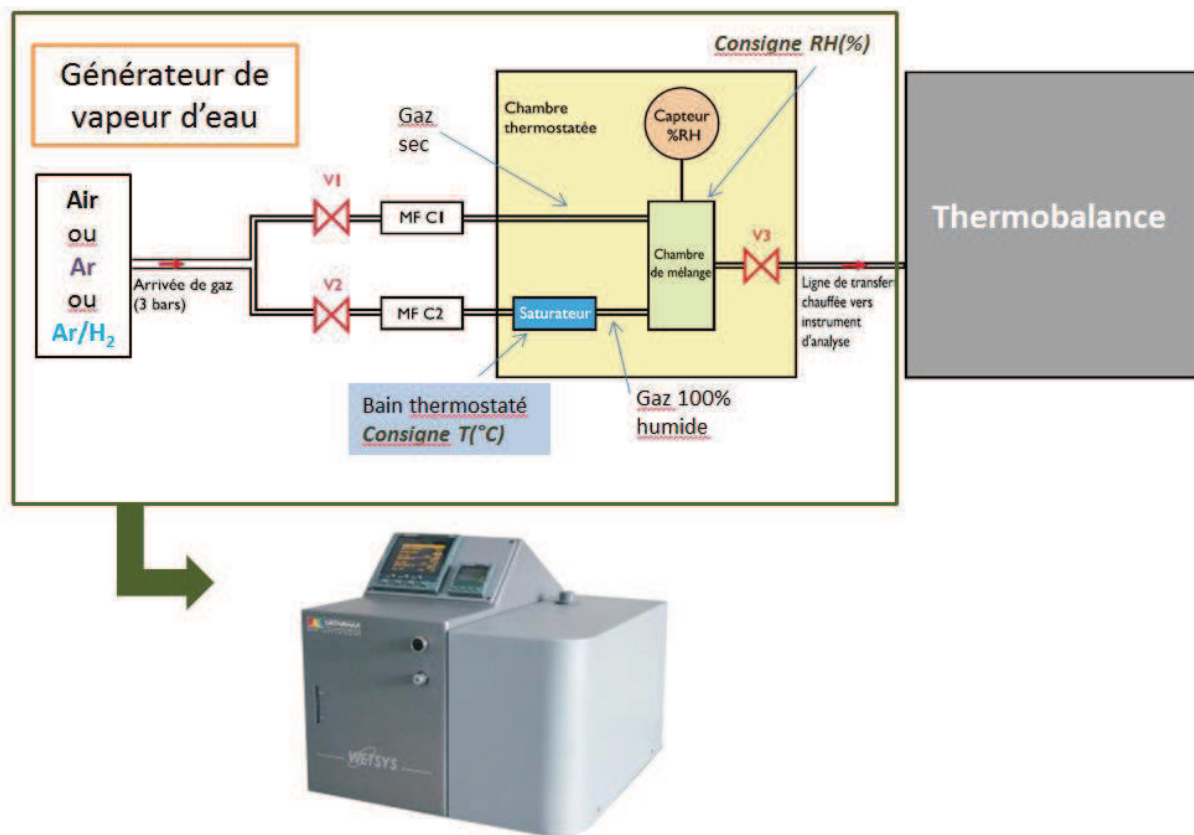 Générateur de
vapeur d'eau
Consigne RH(%)
Chambre
thermostatée
Capteur
%RH
Gaz
sec
Air
ou
Ar
ou
Ar/H₂
Arrivée de gaz
(3 bars)
V1
MF C1
V2
MF C2
Saturateur
Chambre
de mélange
V3
Ligne de transfer
chauffée vers
instrument
d'analyse
Thermobalance
Bain thermostaté
Consigne T(°C)
Gaz 100%
humide
WETSYS